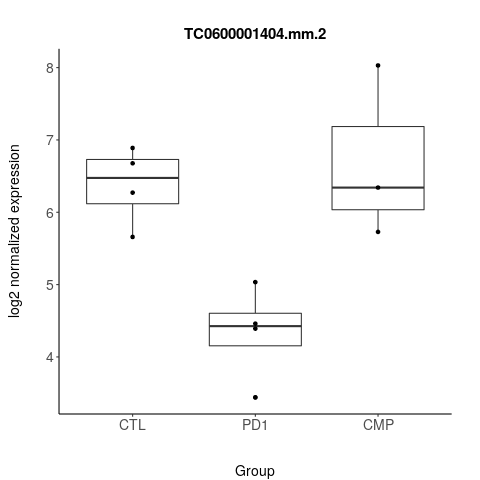 TC0600001404.mm.2
log2 normalized expression
8
7
6
5
4
CTL
PD1
CMP
Group